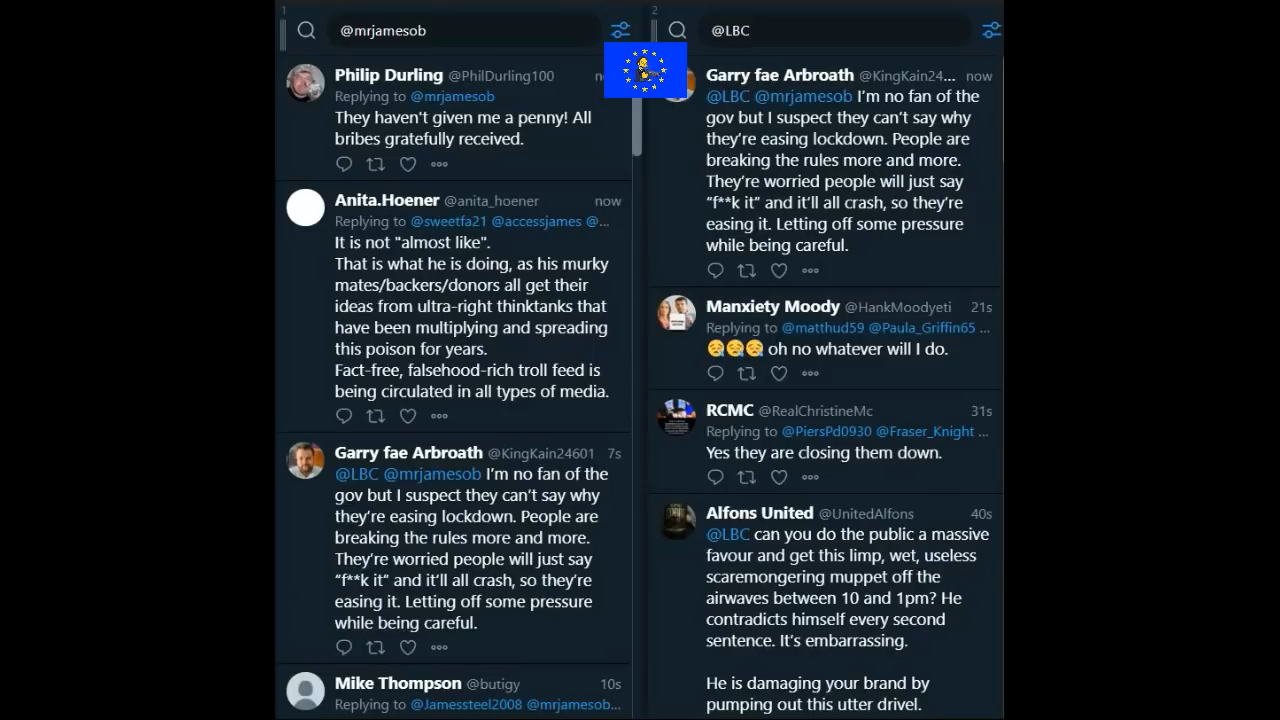 1
@mrjamesob
Philip Durling @PhilDurling100
Replying to @mrjamesob
They haven't given me a penny! All
bribes gratefully received.
Anita.Hoener @anita_hoener now
Replying to @sweetfa21 @accessjames @...
It is not "almost like".
That is what he is doing, as his murky
mates/backers/donors all get their
ideas from ultra-right thinktanks that
have been multiplying and spreading
this poison for years.
Fact-free, falsehood-rich troll feed is
being circulated in all types of media.
Garry fae Arbroath @KingKain24601 7s
@LBC @mrjamesob I'm no fan of the
gov but I suspect they can't say why
they're easing lockdown. People are
breaking the rules more and more.
They're worried people will just say
"f**k it" and it'll all crash, so they're
easing it. Letting off some pressure
while being careful.
Mike Thompson @butigy 10s
Replying to @Jamessteel2008 @mrjamesob...
2
@LBC
Garry fae Arbroath @KingKain24... now
@LBC @mrjamesob I'm no fan of the
gov but I suspect they can't say why
they're easing lockdown. People are
breaking the rules more and more.
They're worried people will just say
"f**k it" and it'll all crash, so they're
easing it. Letting off some pressure
while being careful.
Manxiety Moody @HankMoodyeti 21s
Replying to @matthud59 @Paula_Griffin65 ...
😪😪😪 oh no whatever will I do.
RCMC @RealChristineMc 31s
Replying to @PiersPd0930 @Fraser_Knight ...
Yes they are closing them down.
Alfons United @UnitedAlfons 40s
@LBC can you do the public a massive
favour and get this limp, wet, useless
scaremongering muppet off the
airwaves between 10 and 1pm? He
contradicts himself every second
sentence. It's embarrassing.
He is damaging your brand by
pumping out this utter drivel.